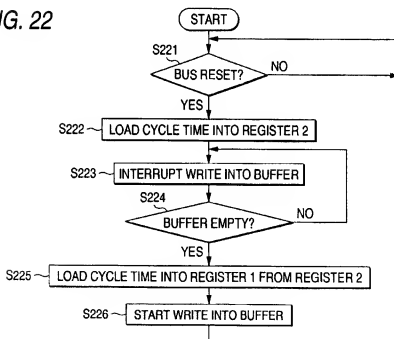 FIG. 22
START
S221
BUS RESET?
NO
YES
S222
LOAD CYCLE TIME INTO REGISTER 2
S223
INTERRUPT WRITE INTO BUFFER
S224
BUFFER EMPTY?
NO
YES
S225
LOAD CYCLE TIME INTO REGISTER 1 FROM REGISTER 2
S226
START WRITE INTO BUFFER